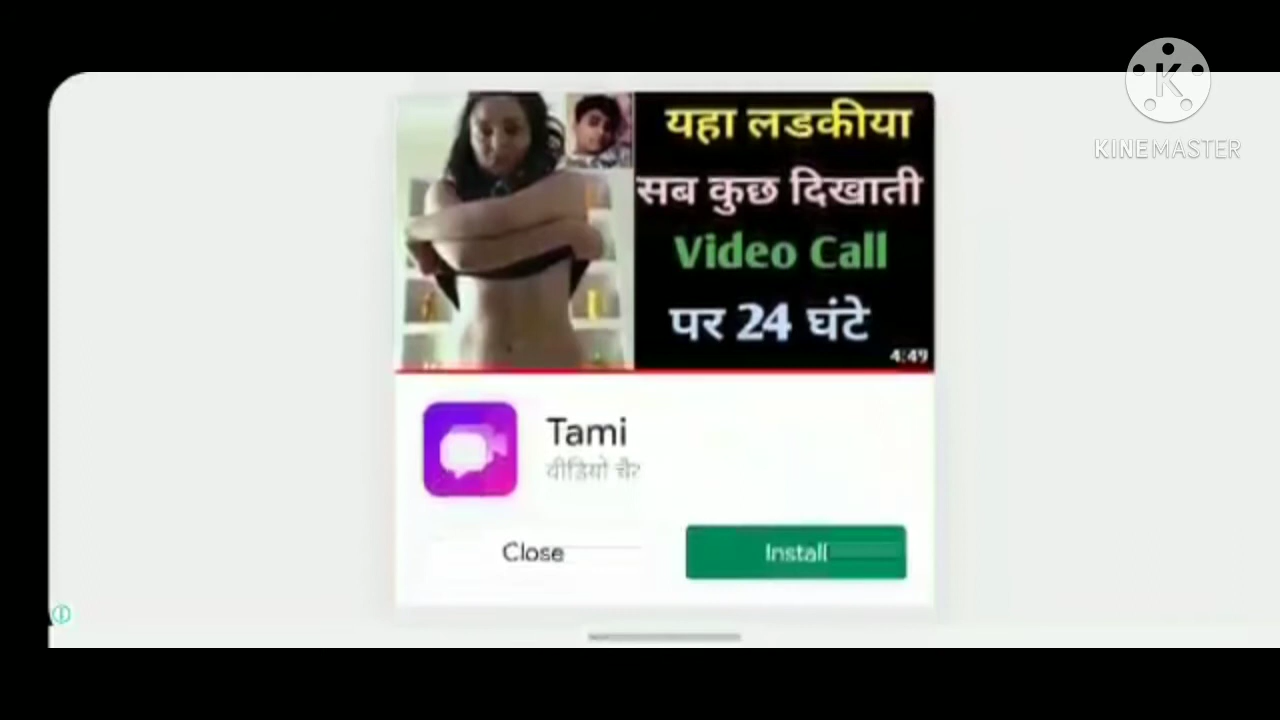 KINEMASTER
यहा लडकीया
सब कुछ दिखाती
Video Call
पर 24 घंटे
4:49
Tami
वीडियो चैट
Close
Install